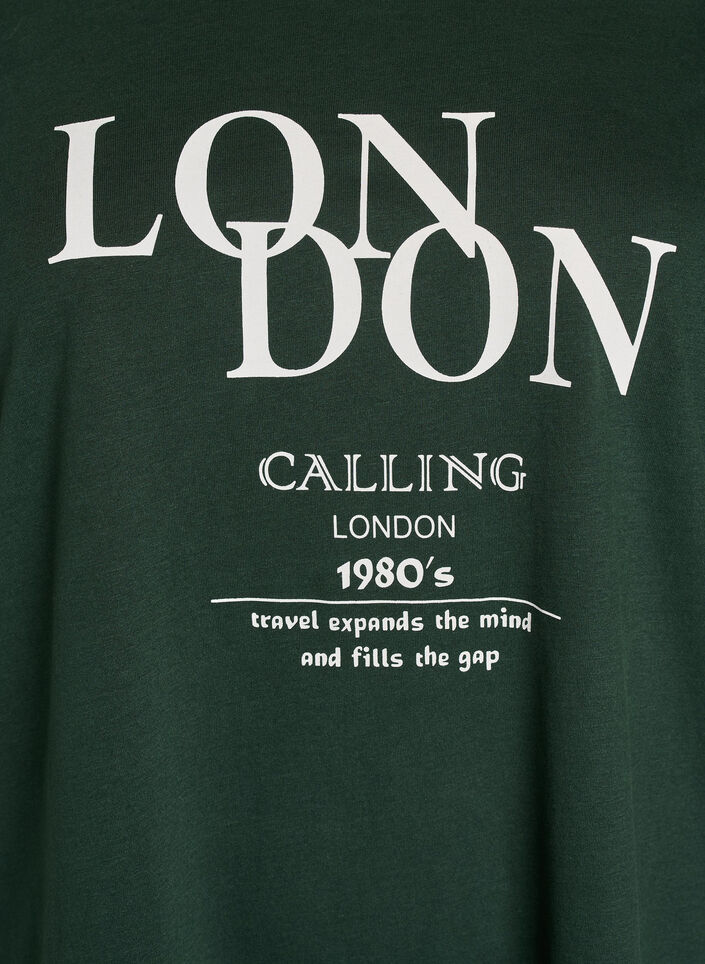 LON
DON
CALLING
LONDON
1980's
travel expands the mind
and fills the gap